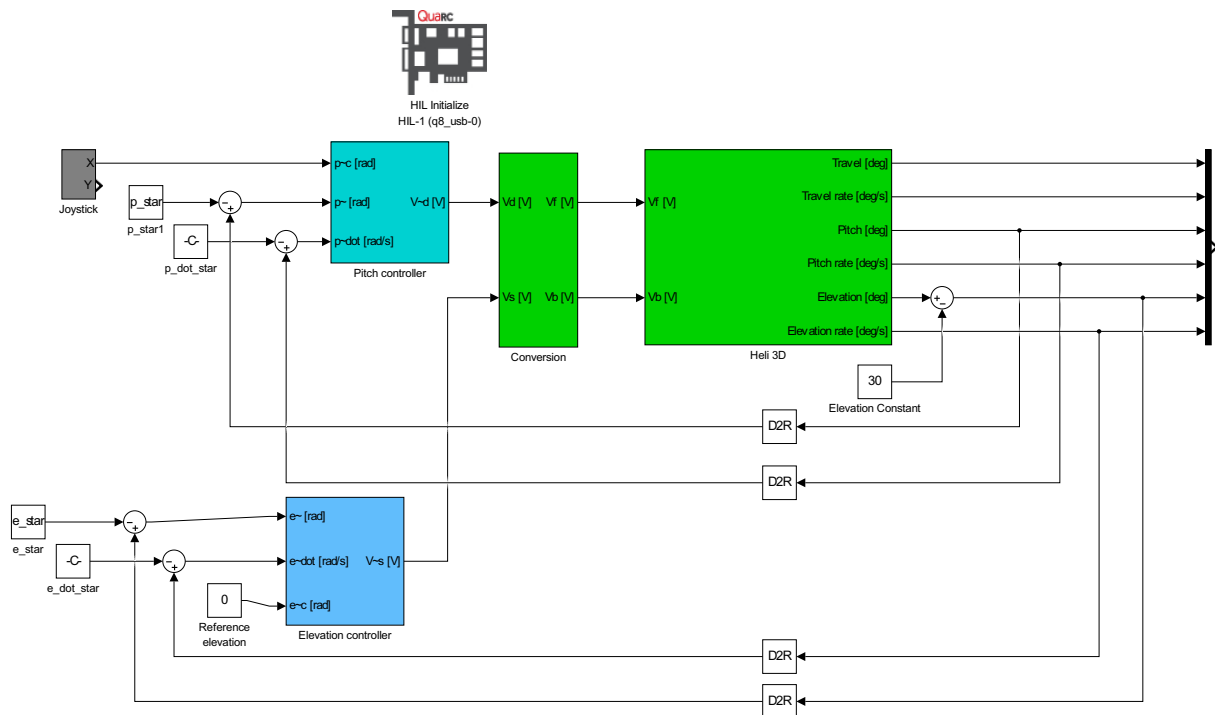 QUARC
HIL Initialize
HIL-1 (q8_usb-0)
X
Y
Joystick
p_star
p_star1
-C-
p_dot_star
p~c [rad]
p~ [rad]
p~dot [rad/s]
V~d [V]
Pitch controller
Vd [V]
Vs [V]
Vf [V]
Vb [V]
Conversion
Vf [V]
Vb [V]
Travel [deg]
Travel rate [deg/s]
Pitch [deg]
Pitch rate [deg/s]
Elevation [deg]
Elevation rate [deg/s]
Heli 3D
30
Elevation Constant
D2R
D2R
e_star
e_star
-C-
e_dot_star
0
Reference
elevation
e~ [rad]
e~dot [rad/s]
e~c [rad]
V~s [V]
Elevation controller
D2R
D2R